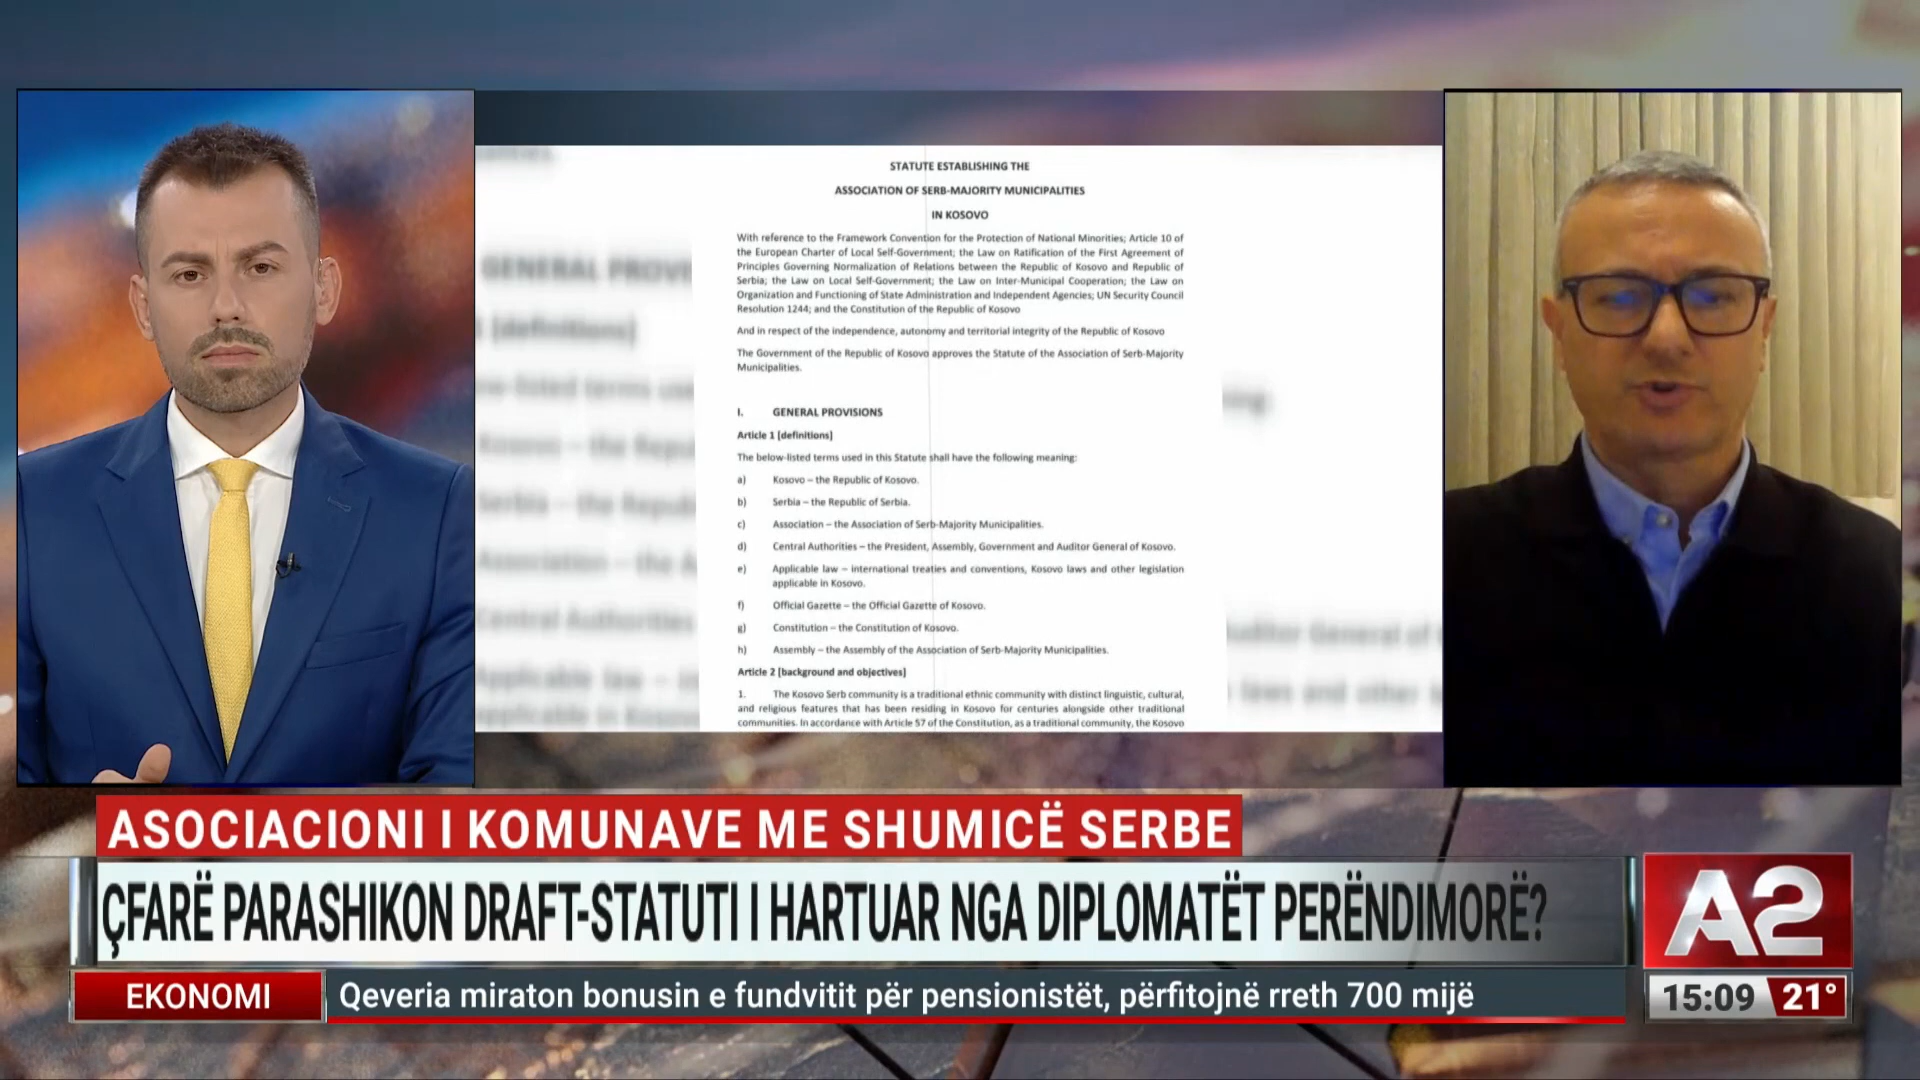 STATUTE ESTABLISHING THE
ASSOCIATION OF SERB-MAJORITY MUNICIPALITIES
IN KOSOVO
With reference to the Framework Convention for the Protection of National Minorities; Article 10 of
the European Charter of Local Self-Government; the Law on Ratification of the First Agreement of
Principles Governing Normalization of Relations between the Republic of Kosovo and Republic of
Serbia; the Law on Local Self-Government; the Law on Inter-Municipal Cooperation; the Law on
Organization and Functioning of State Administration and Independent Agencies; UN Security Council
Resolution 1244; and the Constitution of the Republic of Kosovo
And in respect of the independence, autonomy and territorial integrity of the Republic of Kosovo
The Government of the Republic of Kosovo approves the Statute of the Association of Serb-Majority
Municipalities.
I. GENERAL PROVISIONS
Article 1 [definitions]
The below-listed terms used in this Statute shall have the following meaning:
a) Kosovo – the Republic of Kosovo.
b) Serbia – the Republic of Serbia.
c) Association – the Association of Serb-Majority Municipalities.
d) Central Authorities – the President, Assembly, Government and Auditor General of Kosovo.
e) Applicable law – international treaties and conventions, Kosovo laws and other legislation
applicable in Kosovo.
f) Official Gazette – the Official Gazette of Kosovo.
g) Constitution – the Constitution of Kosovo.
h) Assembly – the Assembly of the Association of Serb-Majority Municipalities.
Article 2 [background and objectives]
1. The Kosovo Serb community is a traditional ethnic community with distinct linguistic, cultural,
and religious features that has been residing in Kosovo for centuries alongside other traditional
communities. In accordance with Article 57 of the Constitution, as a traditional community, the Kosovo
ASOCIACIONI I KOMUNAVE ME SHUMICË SERBE
ÇFARË PARASHIKON DRAFT-STATUTI I HARTUAR NGA DIPLOMATËT PERËNDIMORË?
A2
EKONOMI Qeveria miraton bonusin e fundvitit për pensionistët, përfitojnë rreth 700 mijë
15:09 21°